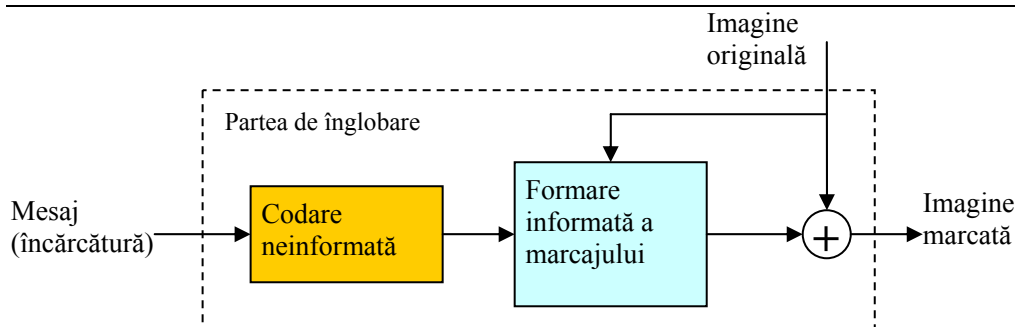 Imagine
originală
Partea de înglobare
Mesaj
(încărcătură)
Codare
neinformată
Formare
informată a
marcajului
+
Imagine
marcată